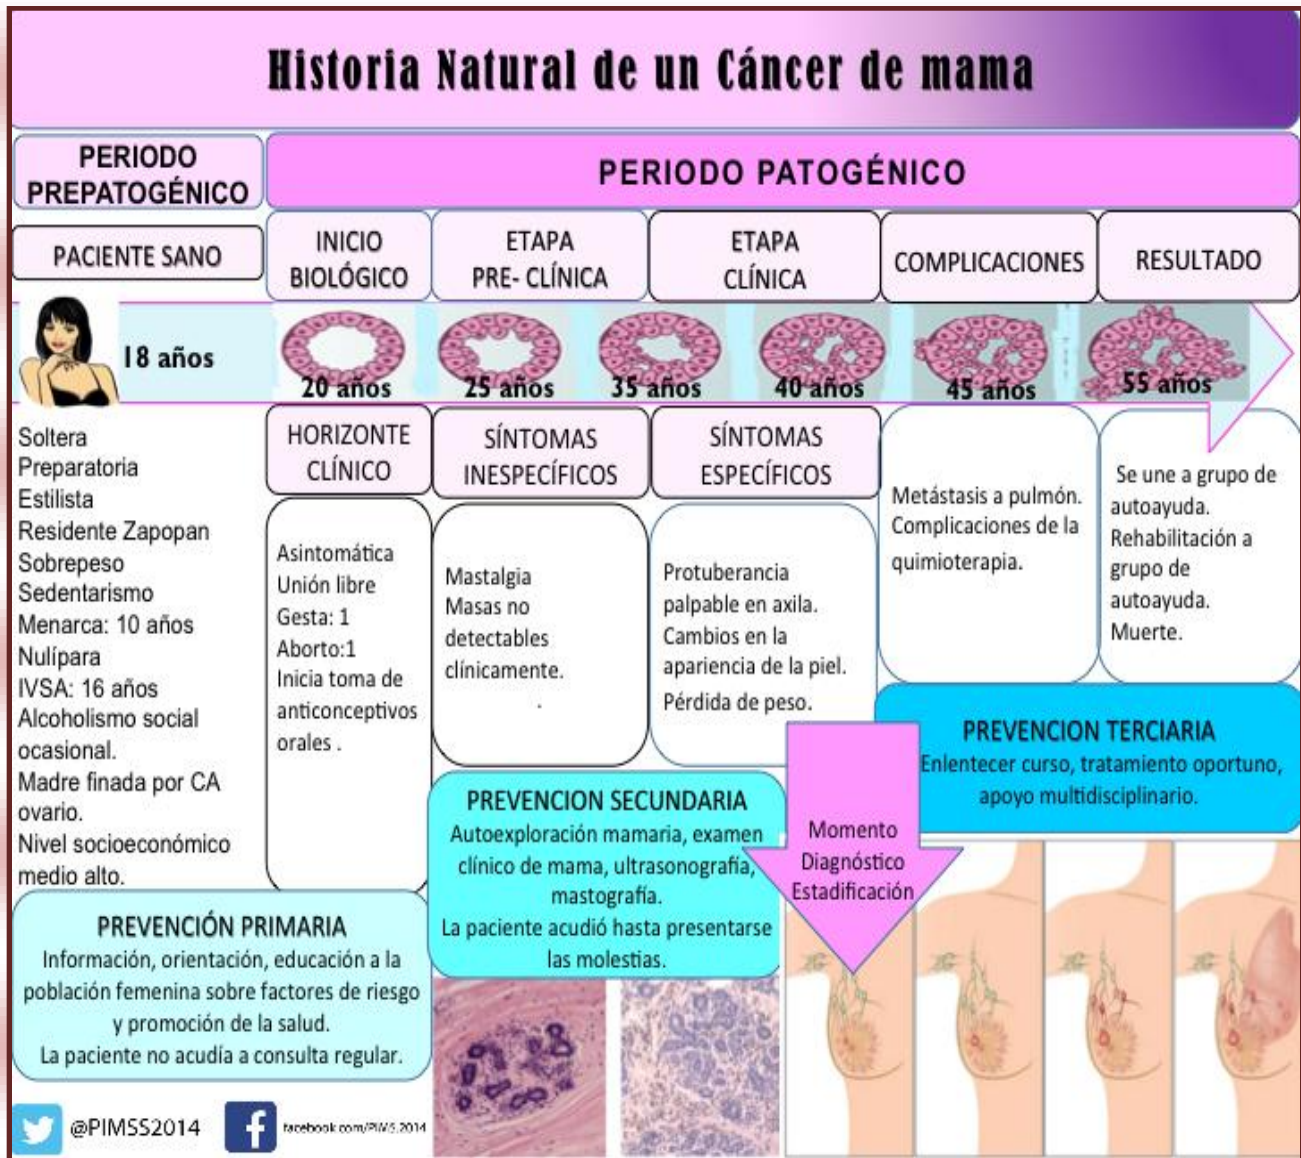 Historia Natural de un Cáncer de mama
PERIODO
PREPATOGÉNICO
PERIODO PATOGÉNICO
PACIENTE SANO
INICIO
BIOLÓGICO
ETAPA
PRE- CLÍNICA
ETAPA
CLÍNICA
COMPLICACIONES
RESULTADO
18 años
20 años
25 años
35 años
40 años
45 años
55 años
Soltera
Preparatoria
Estilista
Residente Zapopan
Sobrepeso
Sedentarismo
Menarca: 10 años
Nulípara
IVSA: 16 años
Alcoholismo social
ocasional.
Madre finada por CA
ovario.
Nivel socioeconómico
medio alto.
HORIZONTE
CLÍNICO
Asintomática
Unión libre
Gesta: 1
Aborto:1
Inicia toma de
anticonceptivos
orales .
SÍNTOMAS
INESPECÍFICOS
Mastalgia
Masas no
detectables
clínicamente.
.
SÍNTOMAS
ESPECÍFICOS
Protuberancia
palpable en axila.
Cambios en la
apariencia de la piel.
Pérdida de peso.
Metástasis a pulmón.
Complicaciones de la
quimioterapia.
Se une a grupo de
autoayuda.
Rehabilitación a
grupo de
autoayuda.
Muerte.
PREVENCIÓN PRIMARIA
Información, orientación, educación a la
población femenina sobre factores de riesgo
y promoción de la salud.
La paciente no acudía a consulta regular.
PREVENCION SECUNDARIA
Autoexploración mamaria, examen
clínico de mama, ultrasonografía,
mastografía.
La paciente acudió hasta presentarse
las molestias.
Momento
Diagnóstico
Estadificación
PREVENCION TERCIARIA
Enlentecer curso, tratamiento oportuno,
apoyo multidisciplinario.
@PIMSS2014
facebook.com/PIMS.2014